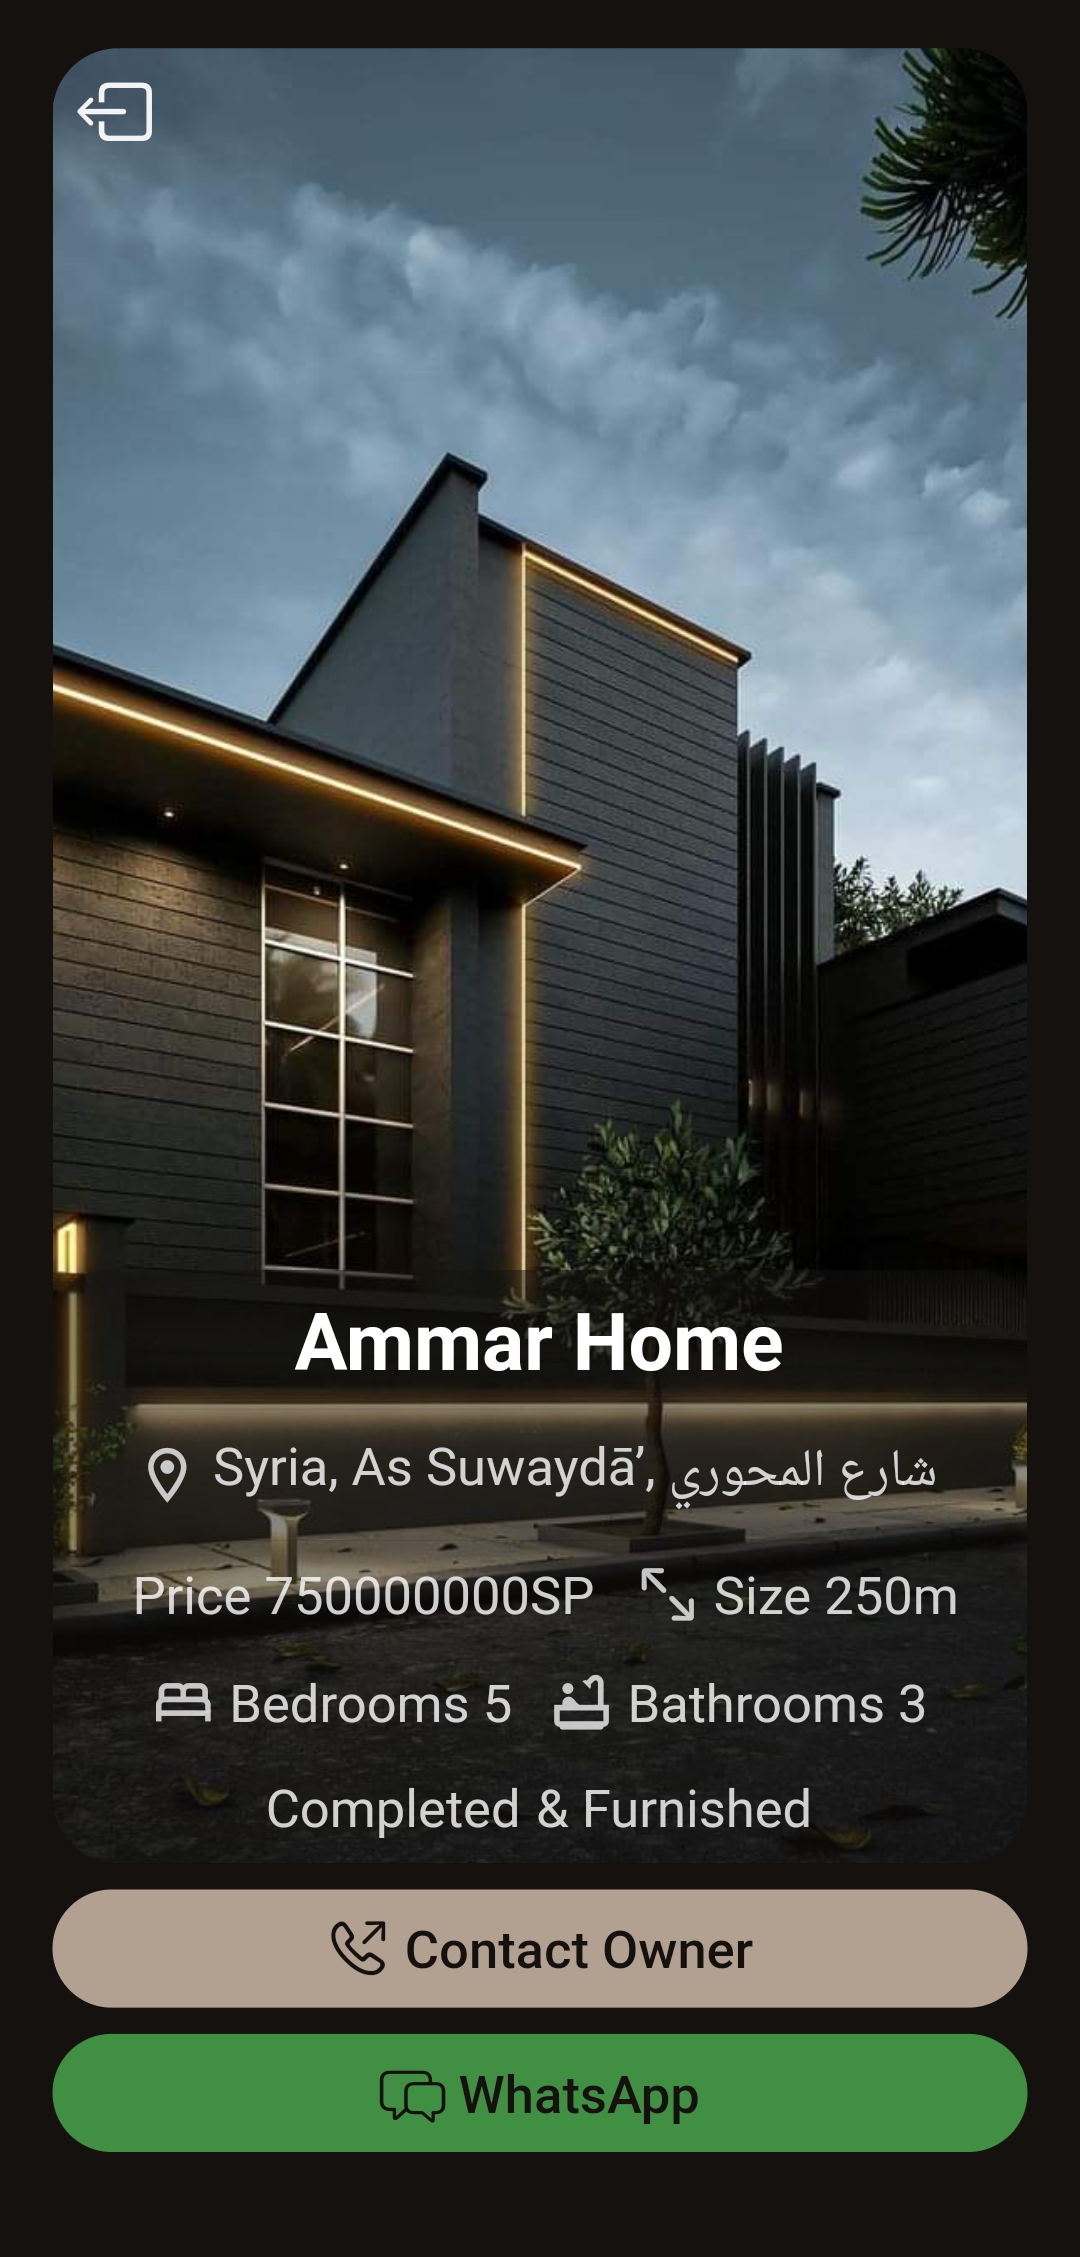 Ammar Home
Syria, As Suwaydā’, شارع المحوري
Price 750000000SP Size 250m
Bedrooms 5 Bathrooms 3
Completed & Furnished
Contact Owner
WhatsApp